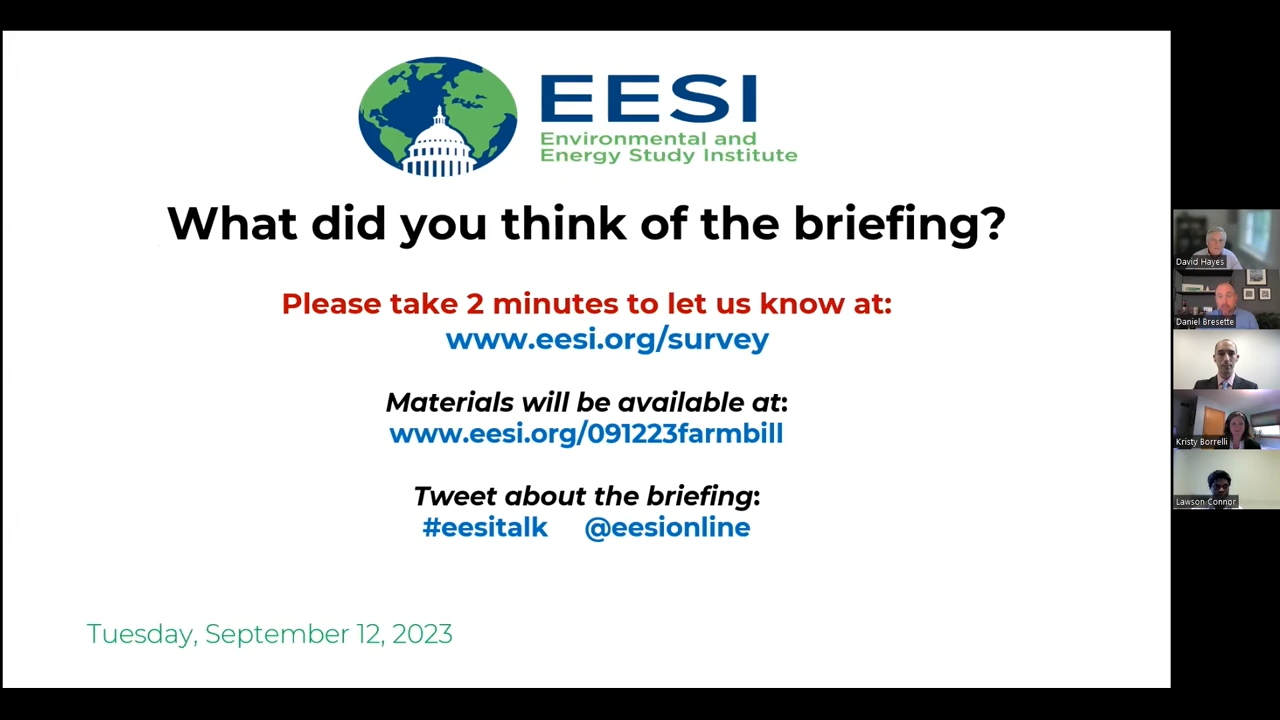 EESI
Environmental and
Energy Study Institute
What did you think of the briefing?
Please take 2 minutes to let us know at:
www.eesi.org/survey
Materials will be available at:
www.eesi.org/091223farmbill
Tweet about the briefing:
#eesitalk @eesionline
Tuesday, September 12, 2023
David Hayes
Daniel Bresette
Kristy Borrelli
Lawson Connor